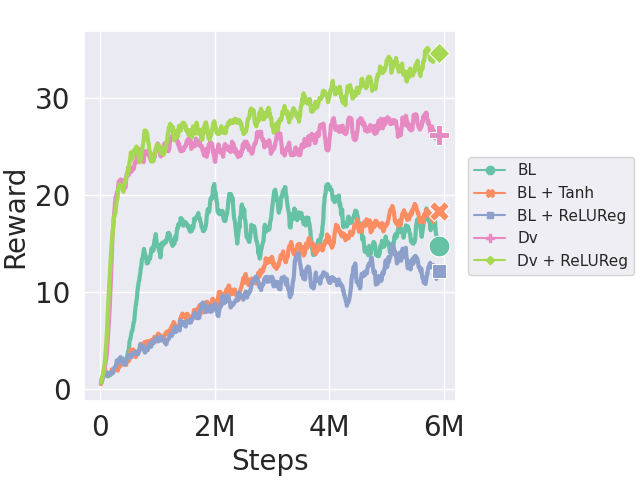 Reward
30
20
10
0
0 2M 4M 6M
Steps
BL
BL + Tanh
BL + ReLUReg
Dv
Dv + ReLUReg